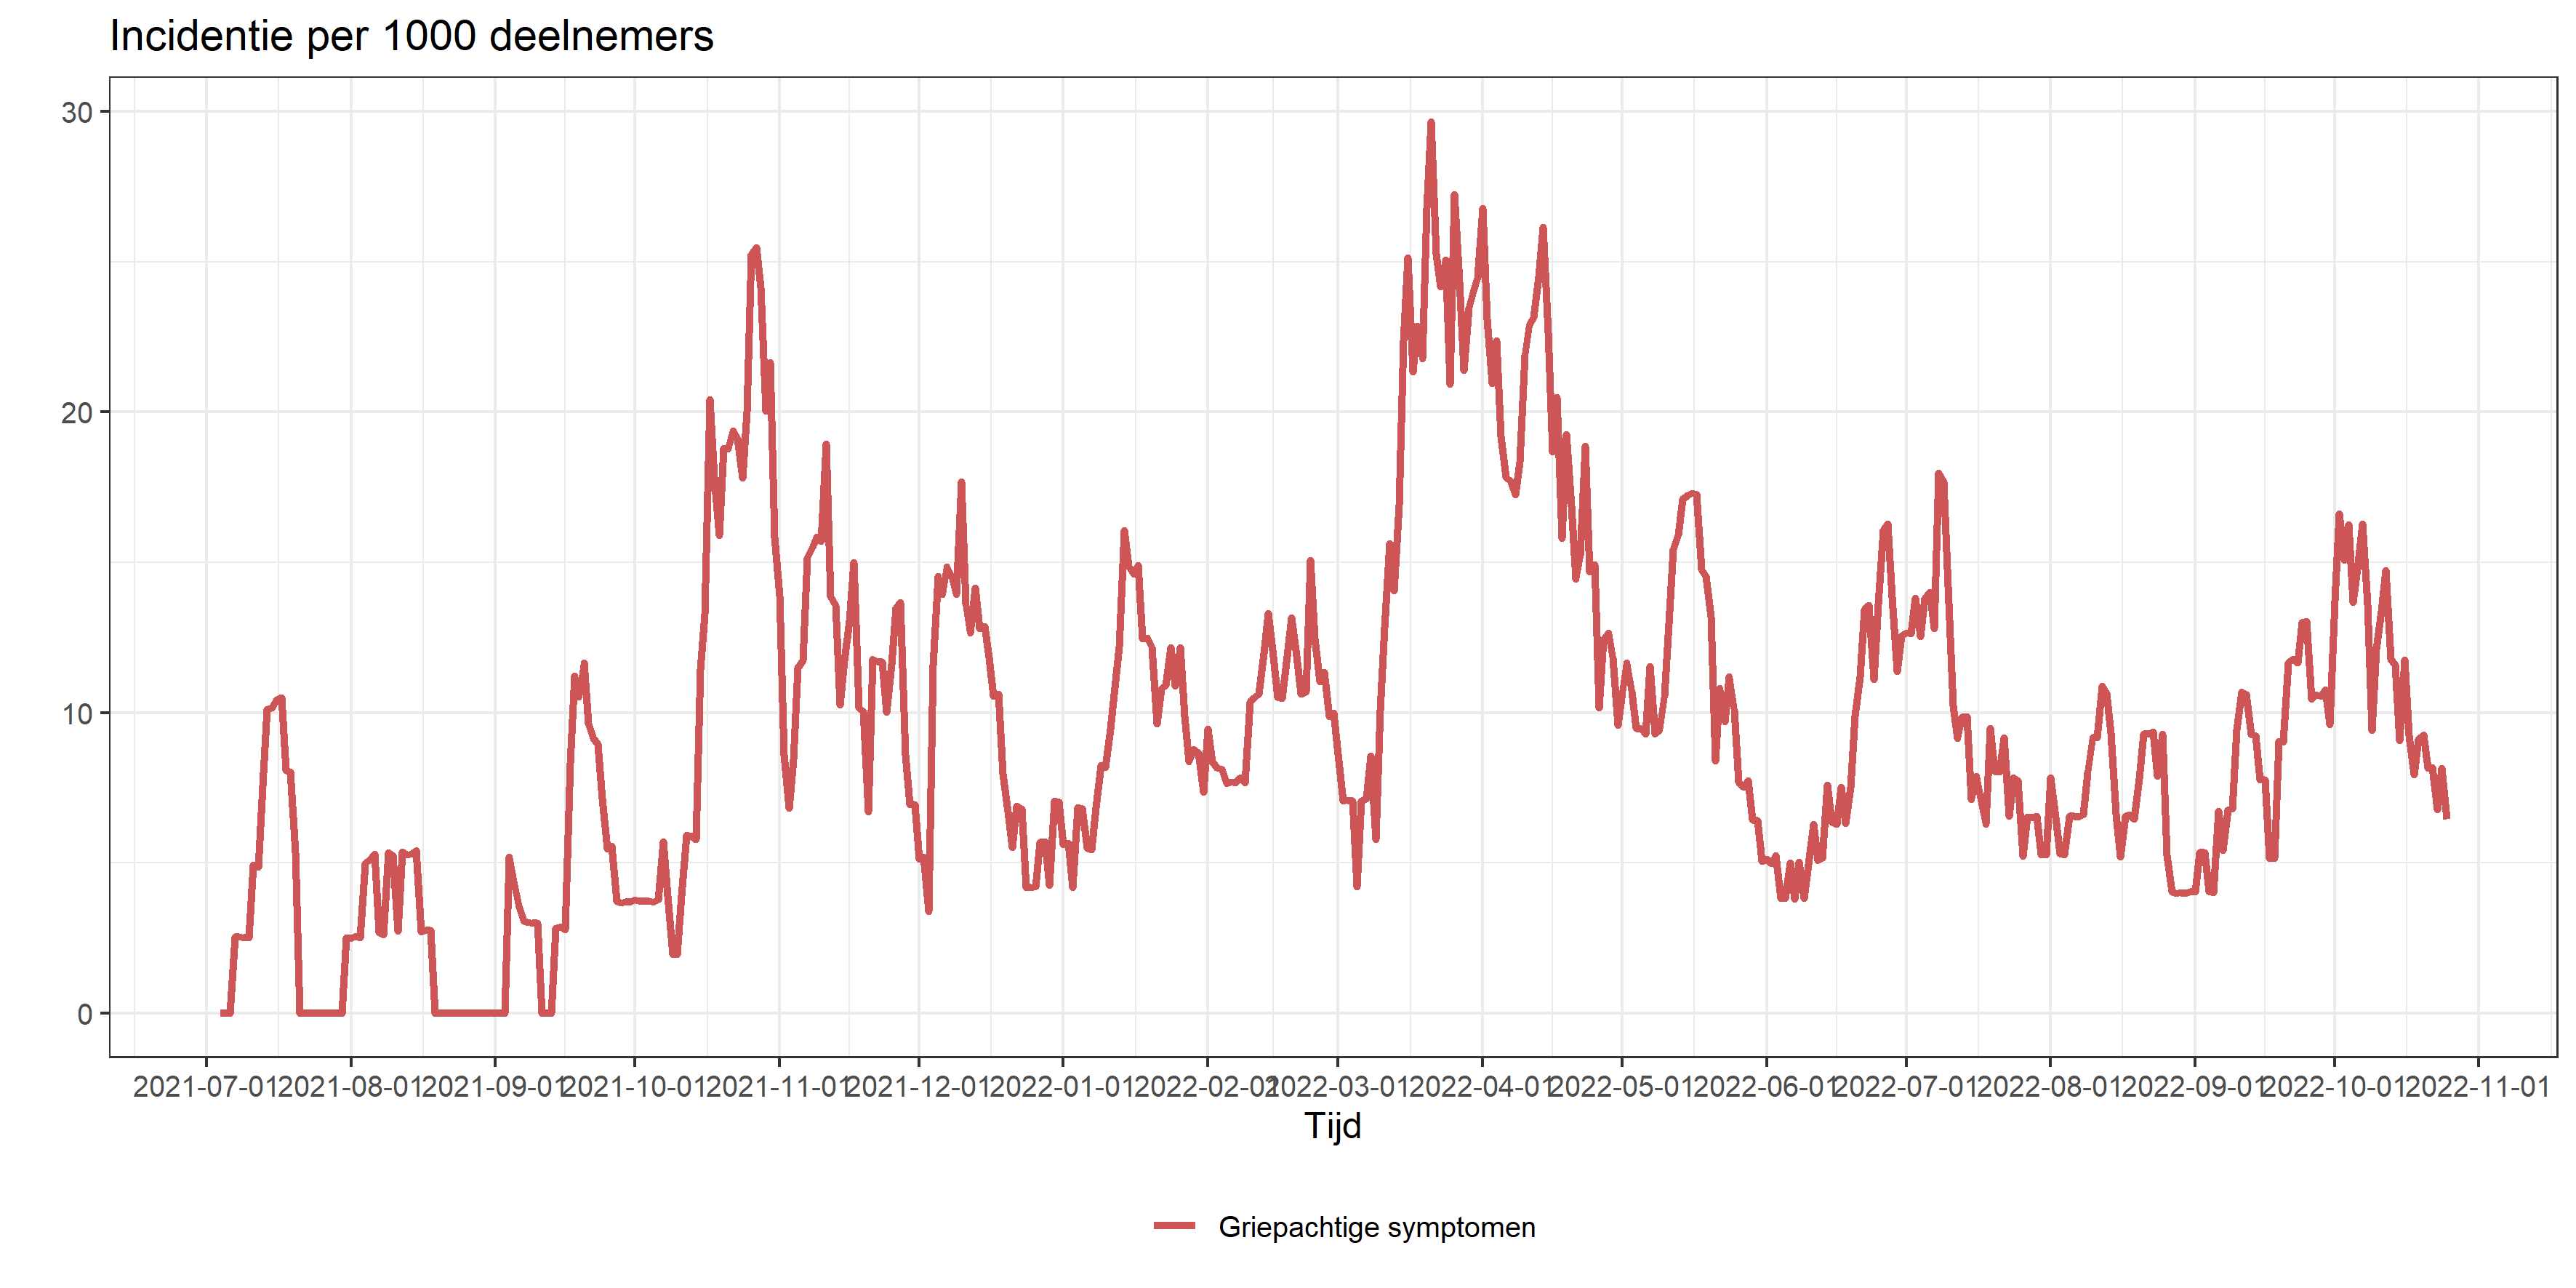 Incidentie per 1000 deelnemers
30
20
10
0
2021-07-01 2021-08-01 2021-09-01 2021-10-01 2021-11-01 2021-12-01 2022-01-01 2022-02-01 2022-03-01 2022-04-01 2022-05-01 2022-06-01 2022-07-01 2022-08-01 2022-09-01 2022-10-01 2022-11-01
Tijd
Griepachtige symptomen